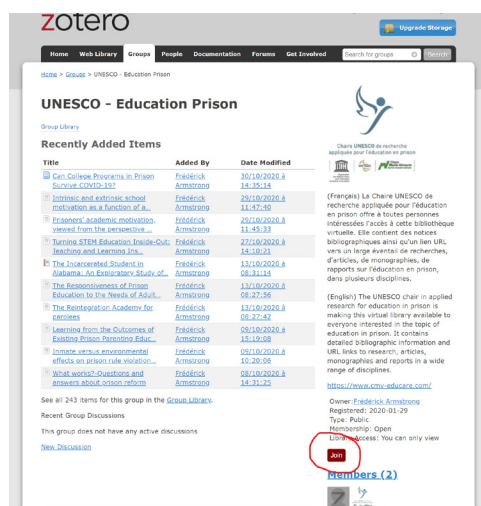 zotero
Upgrade Storage
Home Web Library Groups People Documentation Forums Get Involved
Search for groups Search
Home > Groups > UNESCO - Education Prison
UNESCO - Education Prison
Group Library
Recently Added Items
Title Added By Date Modified
Can College Programs in Prison Survive COVID-19? Frédérick Armstrong 30/10/2020 à 14:35:14
Intrinsic and extrinsic school motivation as a function of a... Frédérick Armstrong 29/10/2020 à 11:47:40
Prisoners' academic motivation, viewed from the perspective ... Frédérick Armstrong 29/10/2020 à 11:45:33
Turning STEM Education Inside-Out: Teaching and Learning Ins... Frédérick Armstrong 27/10/2020 à 14:10:21
The Incarcerated Student in Alabama: An Exploratory Study of... Frédérick Armstrong 13/10/2020 à 08:31:14
The Responsiveness of Prison Education to the Needs of Adult... Frédérick Armstrong 13/10/2020 à 08:27:56
The Reintegration Academy for parolees Frédérick Armstrong 13/10/2020 à 08:27:42
Learning from the Outcomes of Existing Prison Parenting Educ... Frédérick Armstrong 09/10/2020 à 15:19:08
Inmate versus environmental effects on prison rule violation... Frédérick Armstrong 09/10/2020 à 10:20:06
What works?-Questions and answers about prison reform Frédérick Armstrong 08/10/2020 à 14:31:25
See all 243 items for this group in the Group Library.
Recent Group Discussions
This group does not have any active discussions
New Discussion
Chaire UNESCO de recherche
appliquée pour l'éducation en prison
(Français) La Chaire UNESCO de
recherche appliquée pour l'éducation
en prison offre à toutes personnes
intéressées l'accès à cette bibliothèque
virtuelle. Elle contient des notices
bibliographiques ainsi qu'un lien URL
vers un large éventail de recherches,
d'articles, de monographies, de
rapports sur l'éducation en prison,
dans plusieurs disciplines.
(English) The UNESCO chair in applied
research for education in prison is
making this virtual library available to
everyone interested in the topic of
education in prison. It contains
detailed bibliographic information and
URL links to research, articles,
monographies and reports in a wide
range of disciplines.
https://www.cmv-educare.com/
Owner:Frédérick Armstrong
Registered: 2020-01-29
Type: Public
Membership: Open
Library Access: You can only view
Join
Members (2)